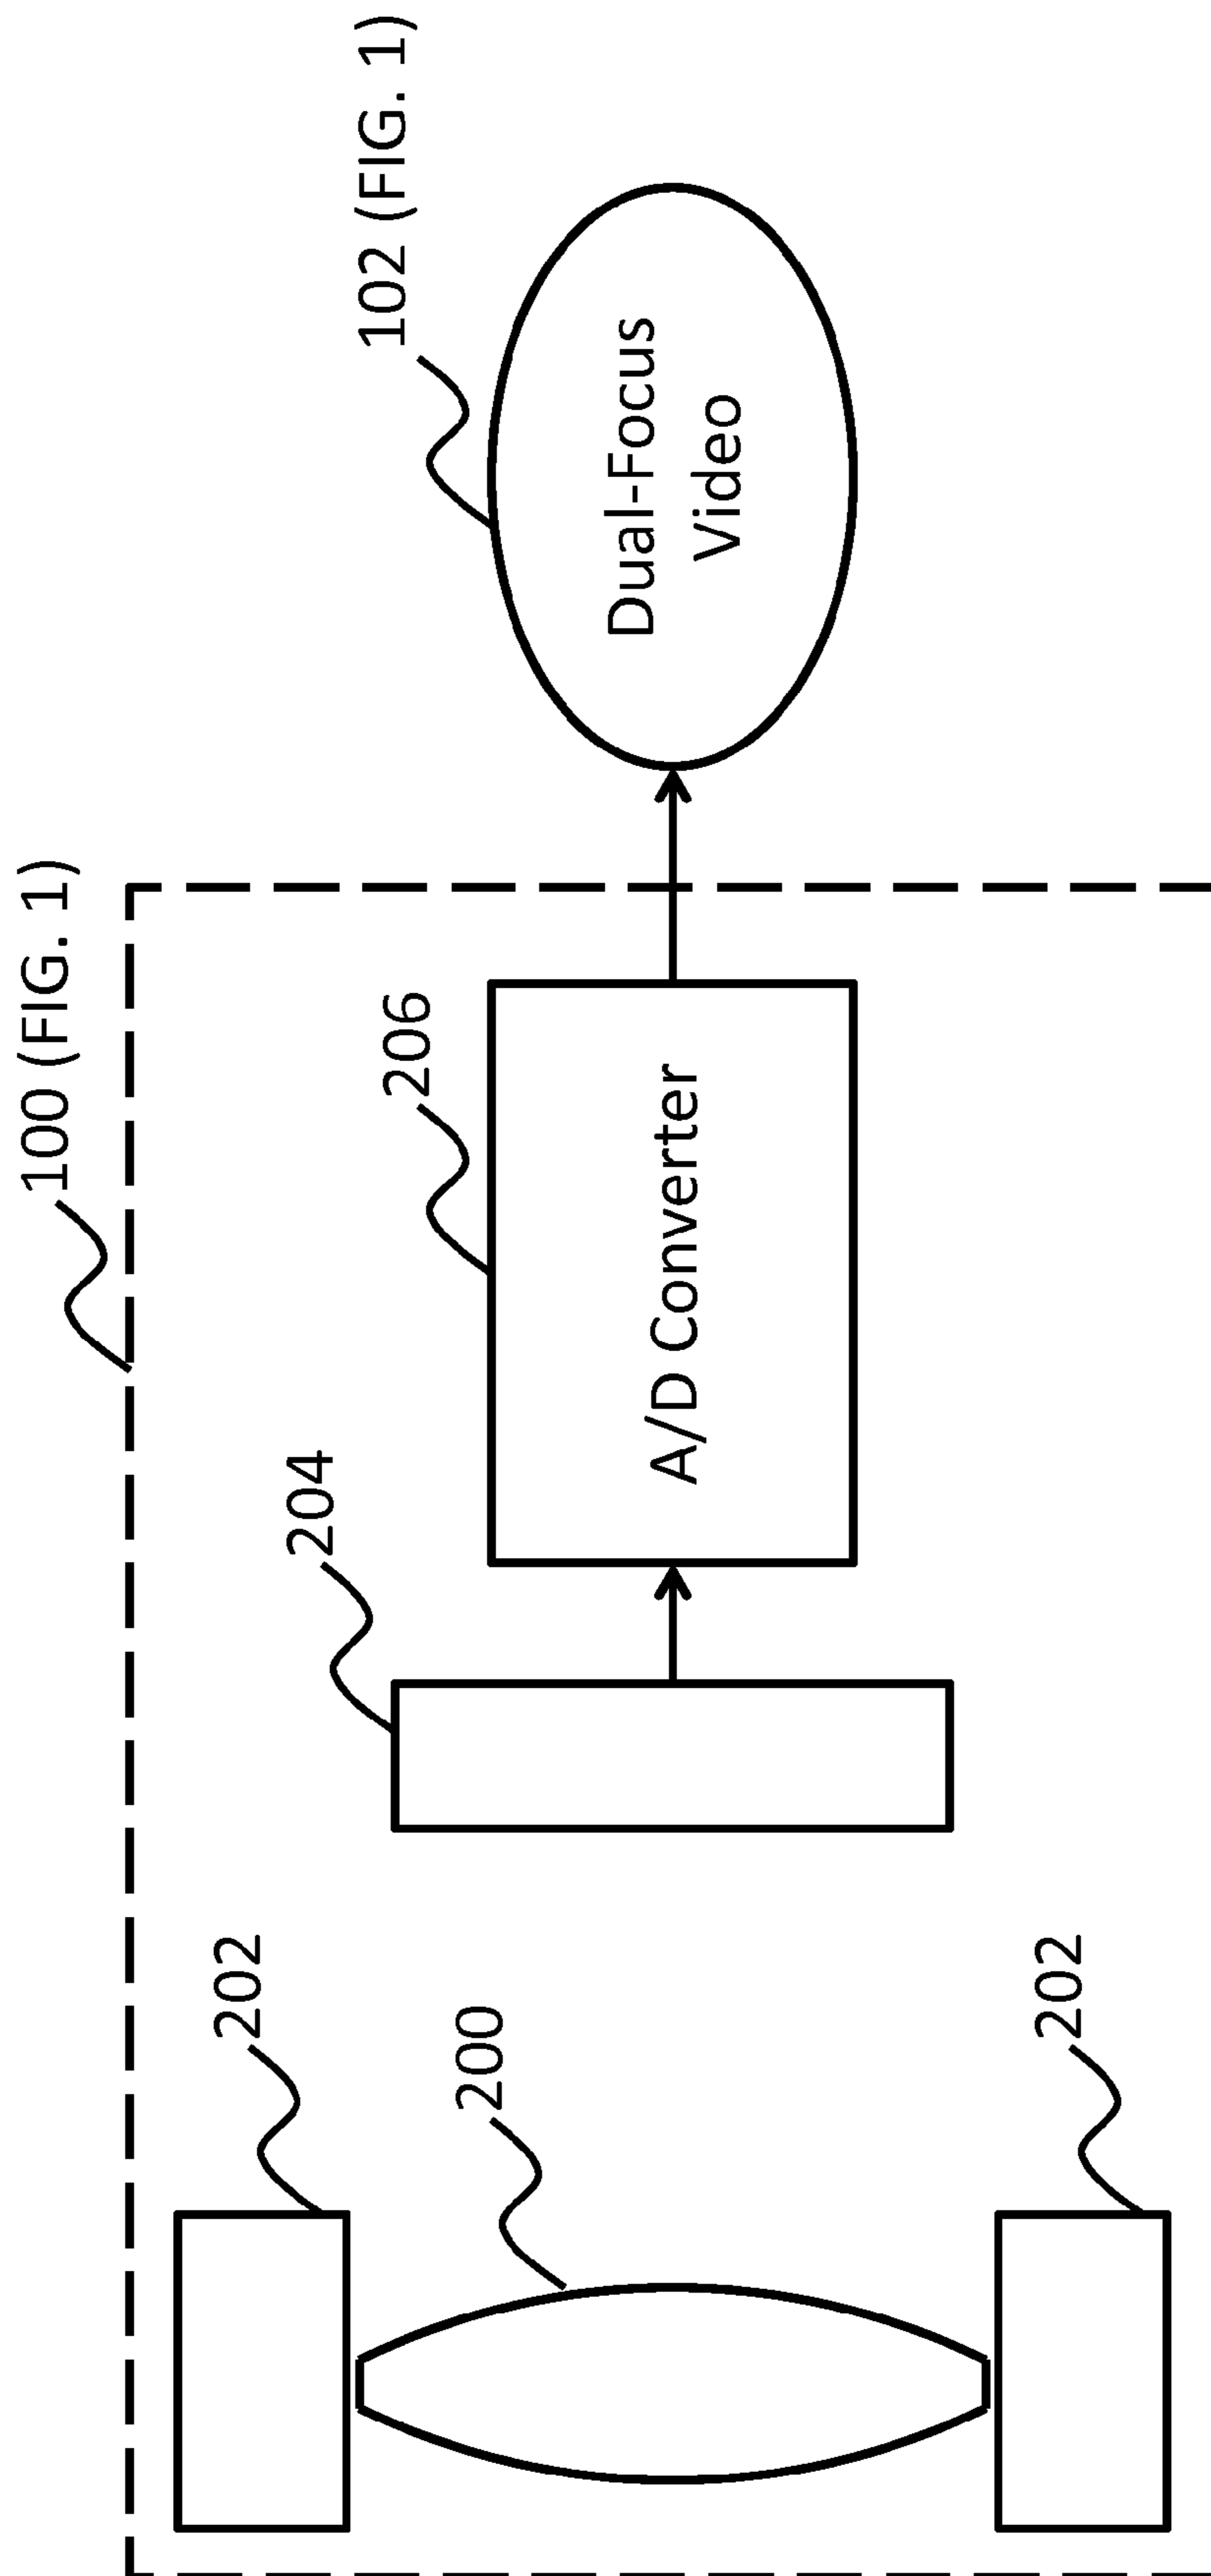 100 (FIG. 1)
102 (FIG. 1)
202
204
206
200
A/D Converter
Dual-Focus
Video
202